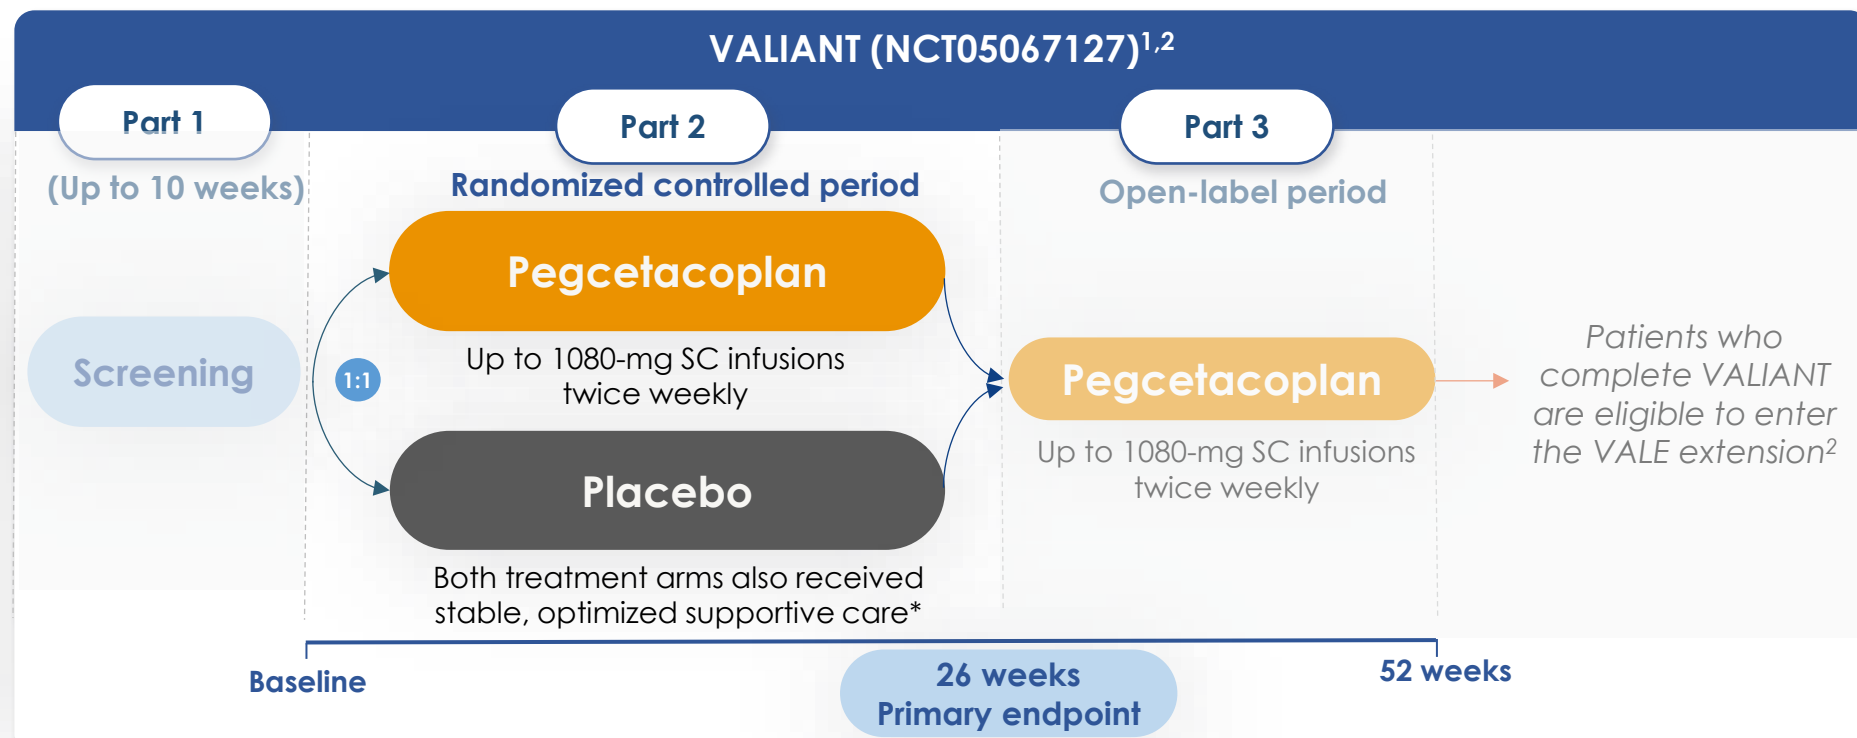 VALIANT (NCT05067127)1,2
Part 1
(Up to 10 weeks)
Screening
Part 2
Randomized controlled period
1:1
Pegcetacoplan
Up to 1080-mg SC infusions
twice weekly
Placebo
Both treatment arms also received
stable, optimized supportive care*
Part 3
Open-label period
Pegcetacoplan
Up to 1080-mg SC infusions
twice weekly
Patients who
complete VALIANT
are eligible to enter
the VALE extension2
Baseline
26 weeks
Primary endpoint
52 weeks